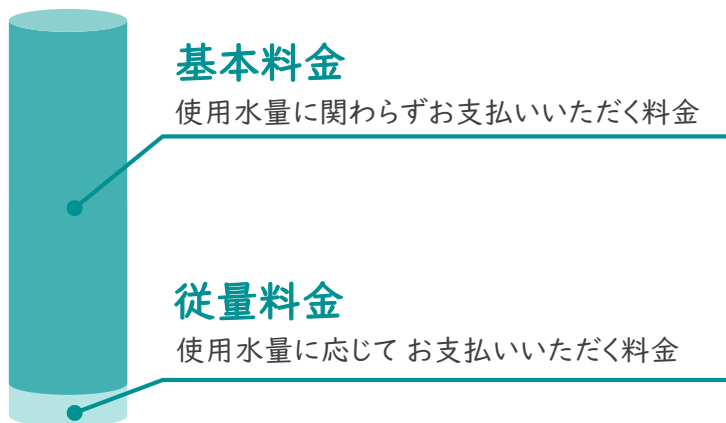 基本料金
使用水量に関わらずお支払いいただく料金
従量料金
使用水量に応じて お支払いいただく料金